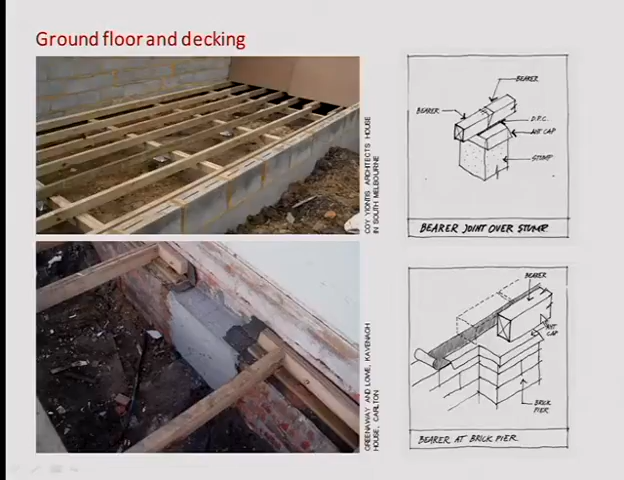 Ground floor and decking
COY YIONTIS ARCHITECTS HOUSE
IN SOUTH MELBOURNE
BEARER
BEARER
D.P.C.
ANT CAP
STUMP
BEARER JOINT OVER STUMP
GREENAWAY AND LOWE, KAVENAGH
HOUSE, CARLTON
BEARER
ANT
CAP
BRICK
PIER
BEARER AT BRICK PIER